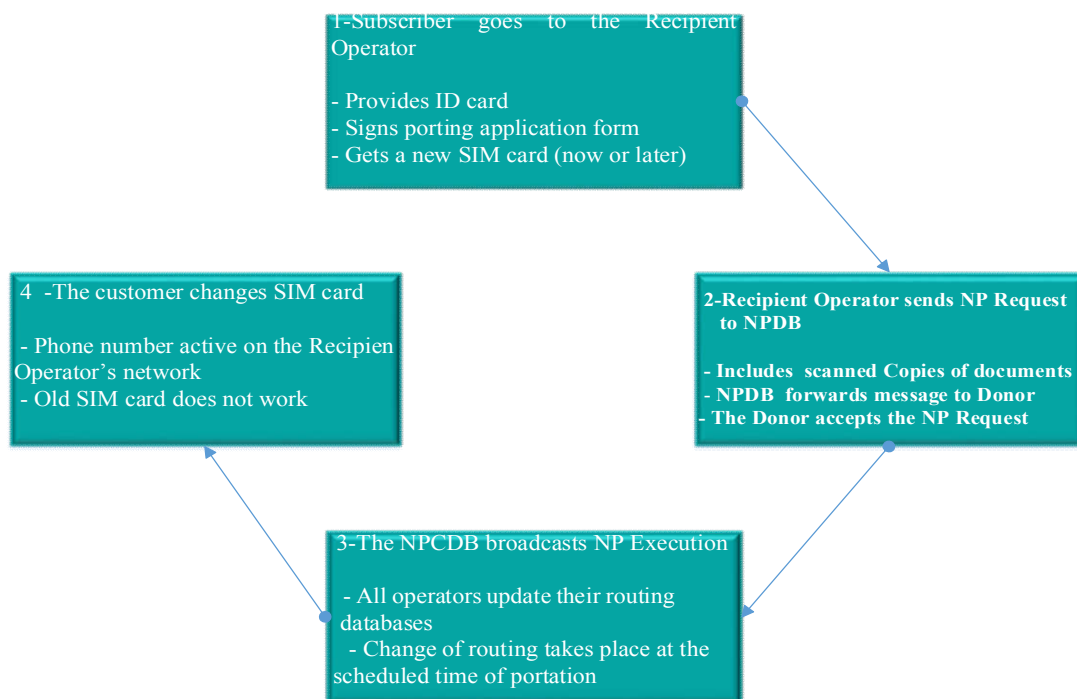 1-Subscriber goes to the Recipient
Operator
- Provides ID card
- Signs porting application form
- Gets a new SIM card (now or later)
2-Recipient Operator sends NP Request
to NPDB
- Includes scanned Copies of documents
- NPDB forwards message to Donor
- The Donor accepts the NP Request
3-The NPCDB broadcasts NP Execution
- All operators update their routing
databases
- Change of routing takes place at the
scheduled time of portation
4 -The customer changes SIM card
- Phone number active on the Recipien
Operator's network
- Old SIM card does not work